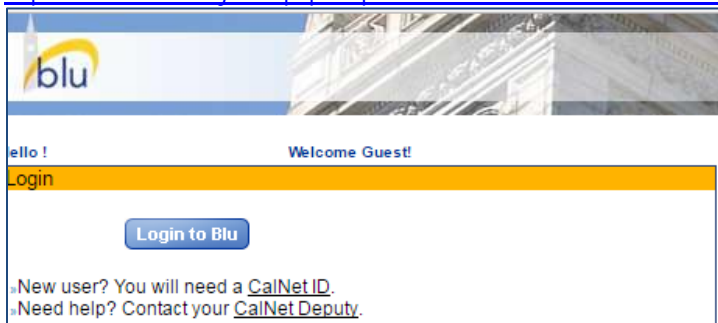 blu
ello ! Welcome Guest!
Login
Login to Blu
»New user? You will need a CalNet ID.
»Need help? Contact your CalNet Deputy.